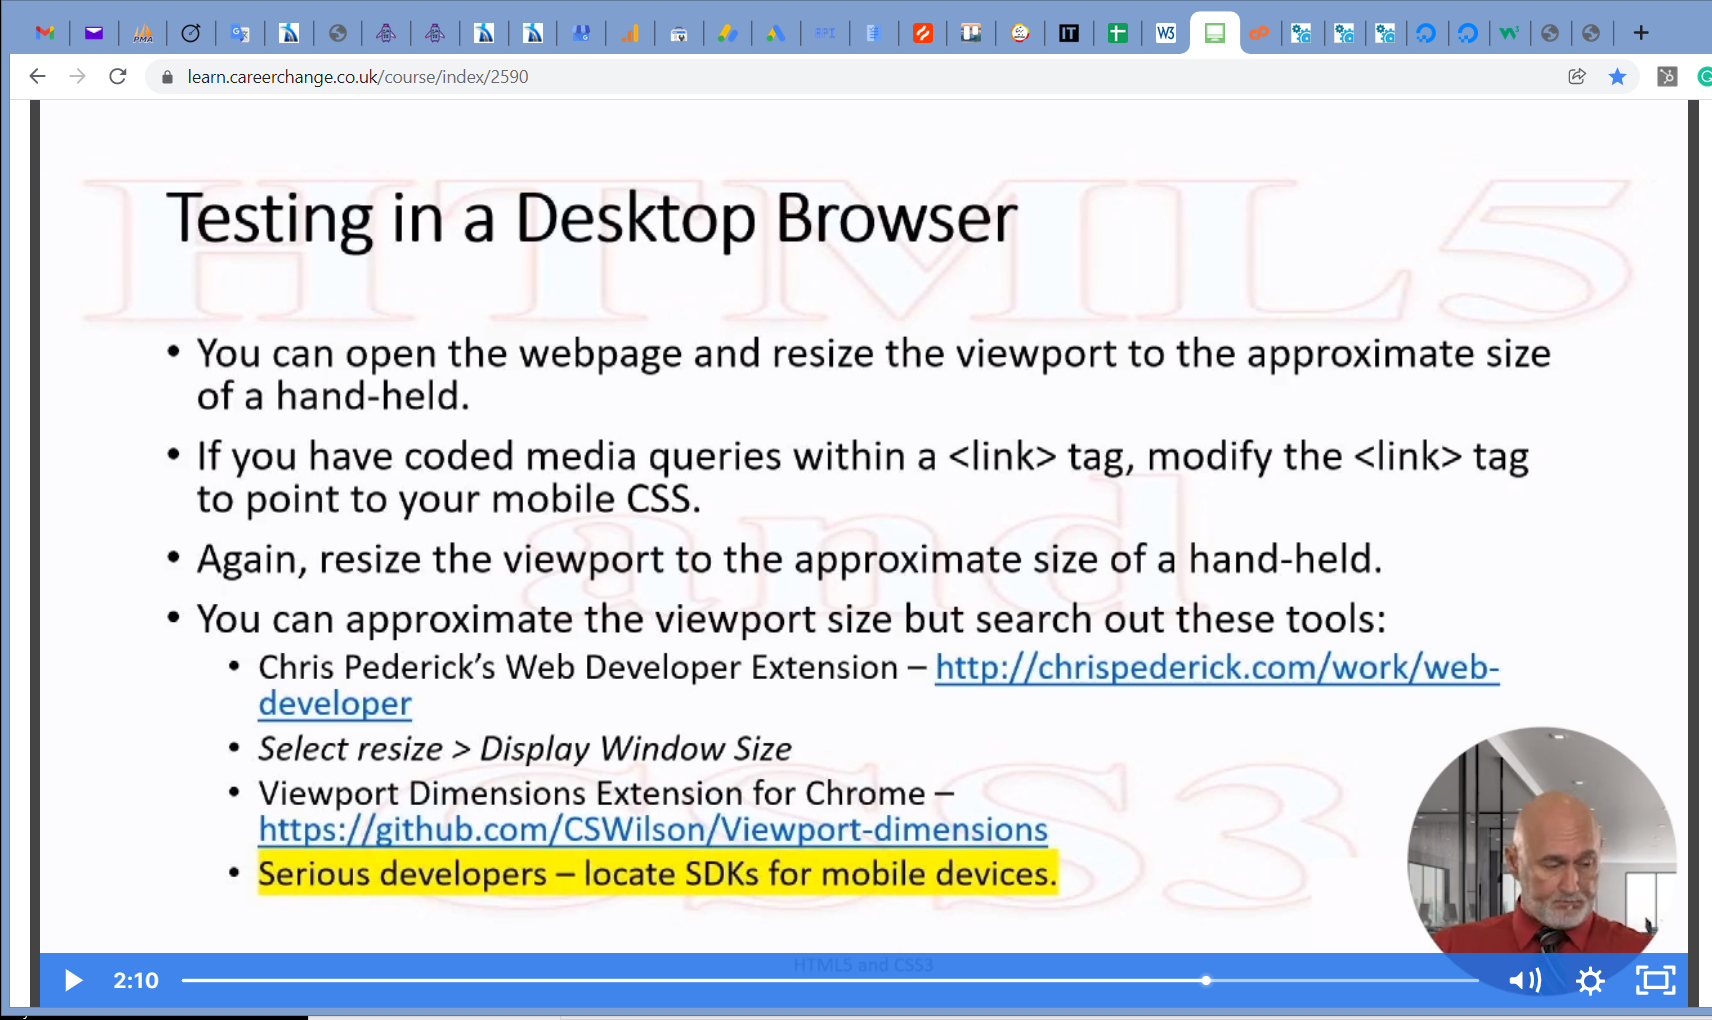 PMA
API
IT
W3
learn.careerchange.co.uk/course/index/2590
HTML5
and
CSS3
Testing in a Desktop Browser
• You can open the webpage and resize the viewport to the approximate size
of a hand-held.
• If you have coded media queries within a <link> tag, modify the <link> tag
to point to your mobile CSS.
• Again, resize the viewport to the approximate size of a hand-held.
• You can approximate the viewport size but search out these tools:
• Chris Pederick’s Web Developer Extension – http://chrispederick.com/work/web-
developer
• Select resize > Display Window Size
• Viewport Dimensions Extension for Chrome –
https://github.com/CSWilson/Viewport-dimensions
• Serious developers – locate SDKs for mobile devices.
HTML5 and CSS3
2:10